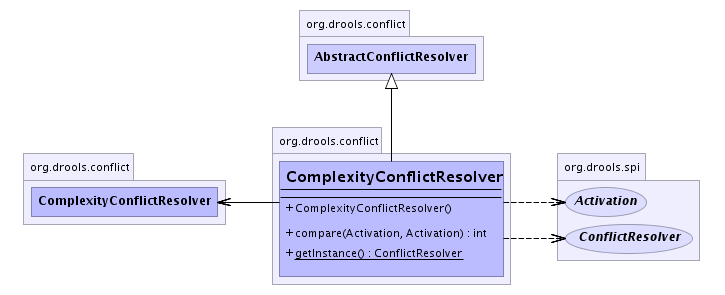 org.drools.conflict
AbstractConflictResolver
org.drools.conflict
org.drools.conflict
ComplexityConflictResolver
ComplexityConflictResolver
+ ComplexityConflictResolver()
+ compare(Activation, Activation) : int
+ getInstance() : ConflictResolver
org.drools.spi
Activation
ConflictResolver